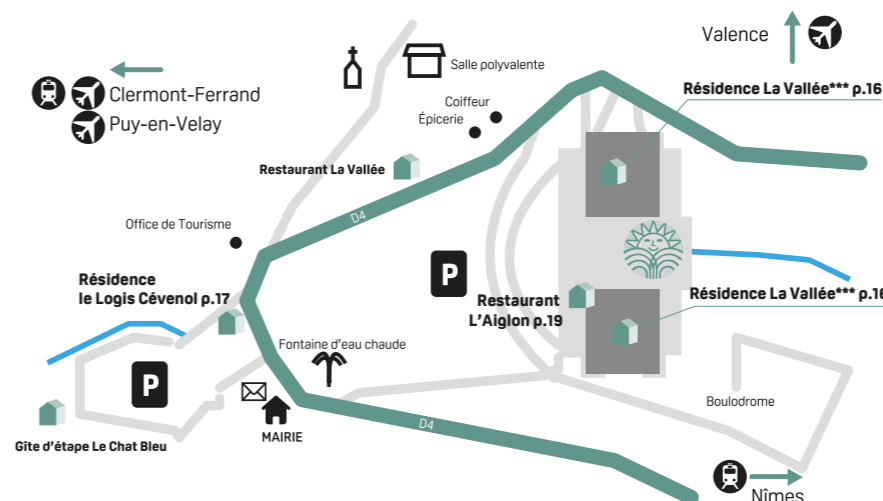 Valence
Résidence La Vallée*** p.16
Clermont-Ferrand
Puy-en-Velay
Salle polyvalente
Coiffeur
Épicerie
Restaurant La Vallée
D4
Office de Tourisme
P
Résidence
le Logis Cévenol p.17
Restaurant
L'Aiglon p.19
Résidence La Vallée*** p.16
Fontaine d'eau chaude
P
Boulodrome
MAIRIE
D4
Gîte d'étape Le Chat Bleu
Nîmes